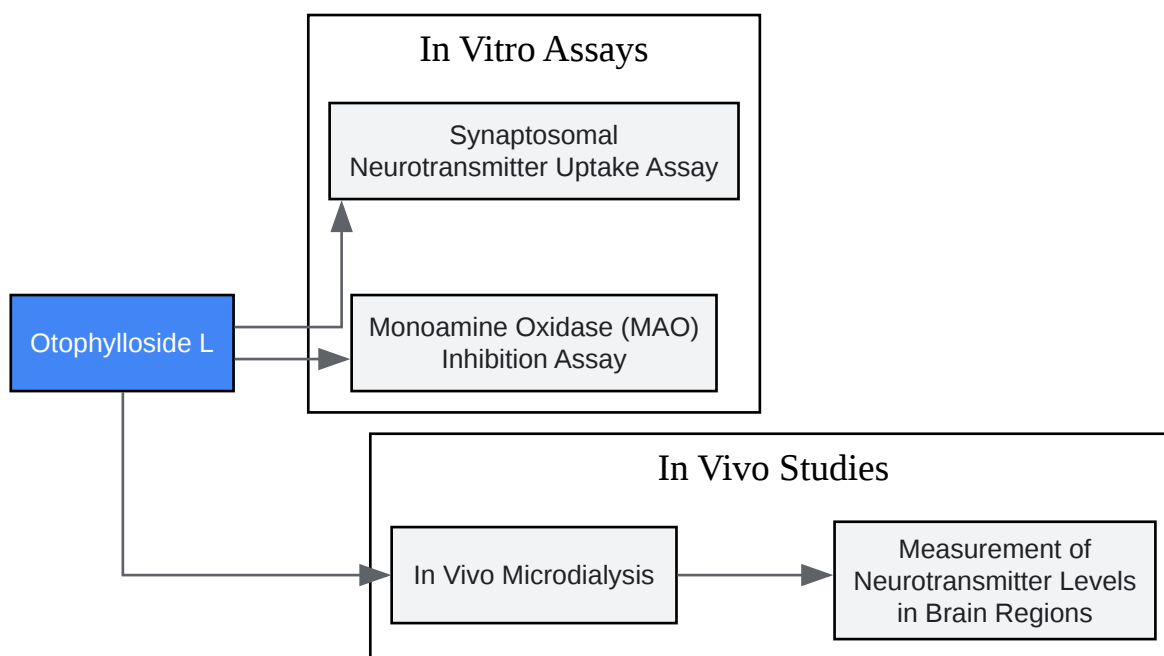 In Vitro Assays
Synaptosomal
Neurotransmitter Uptake Assay
Otophylloside L
Monoamine Oxidase (MAO)
Inhibition Assay
In Vivo Studies
In Vivo Microdialysis
Measurement of
Neurotransmitter Levels
in Brain Regions